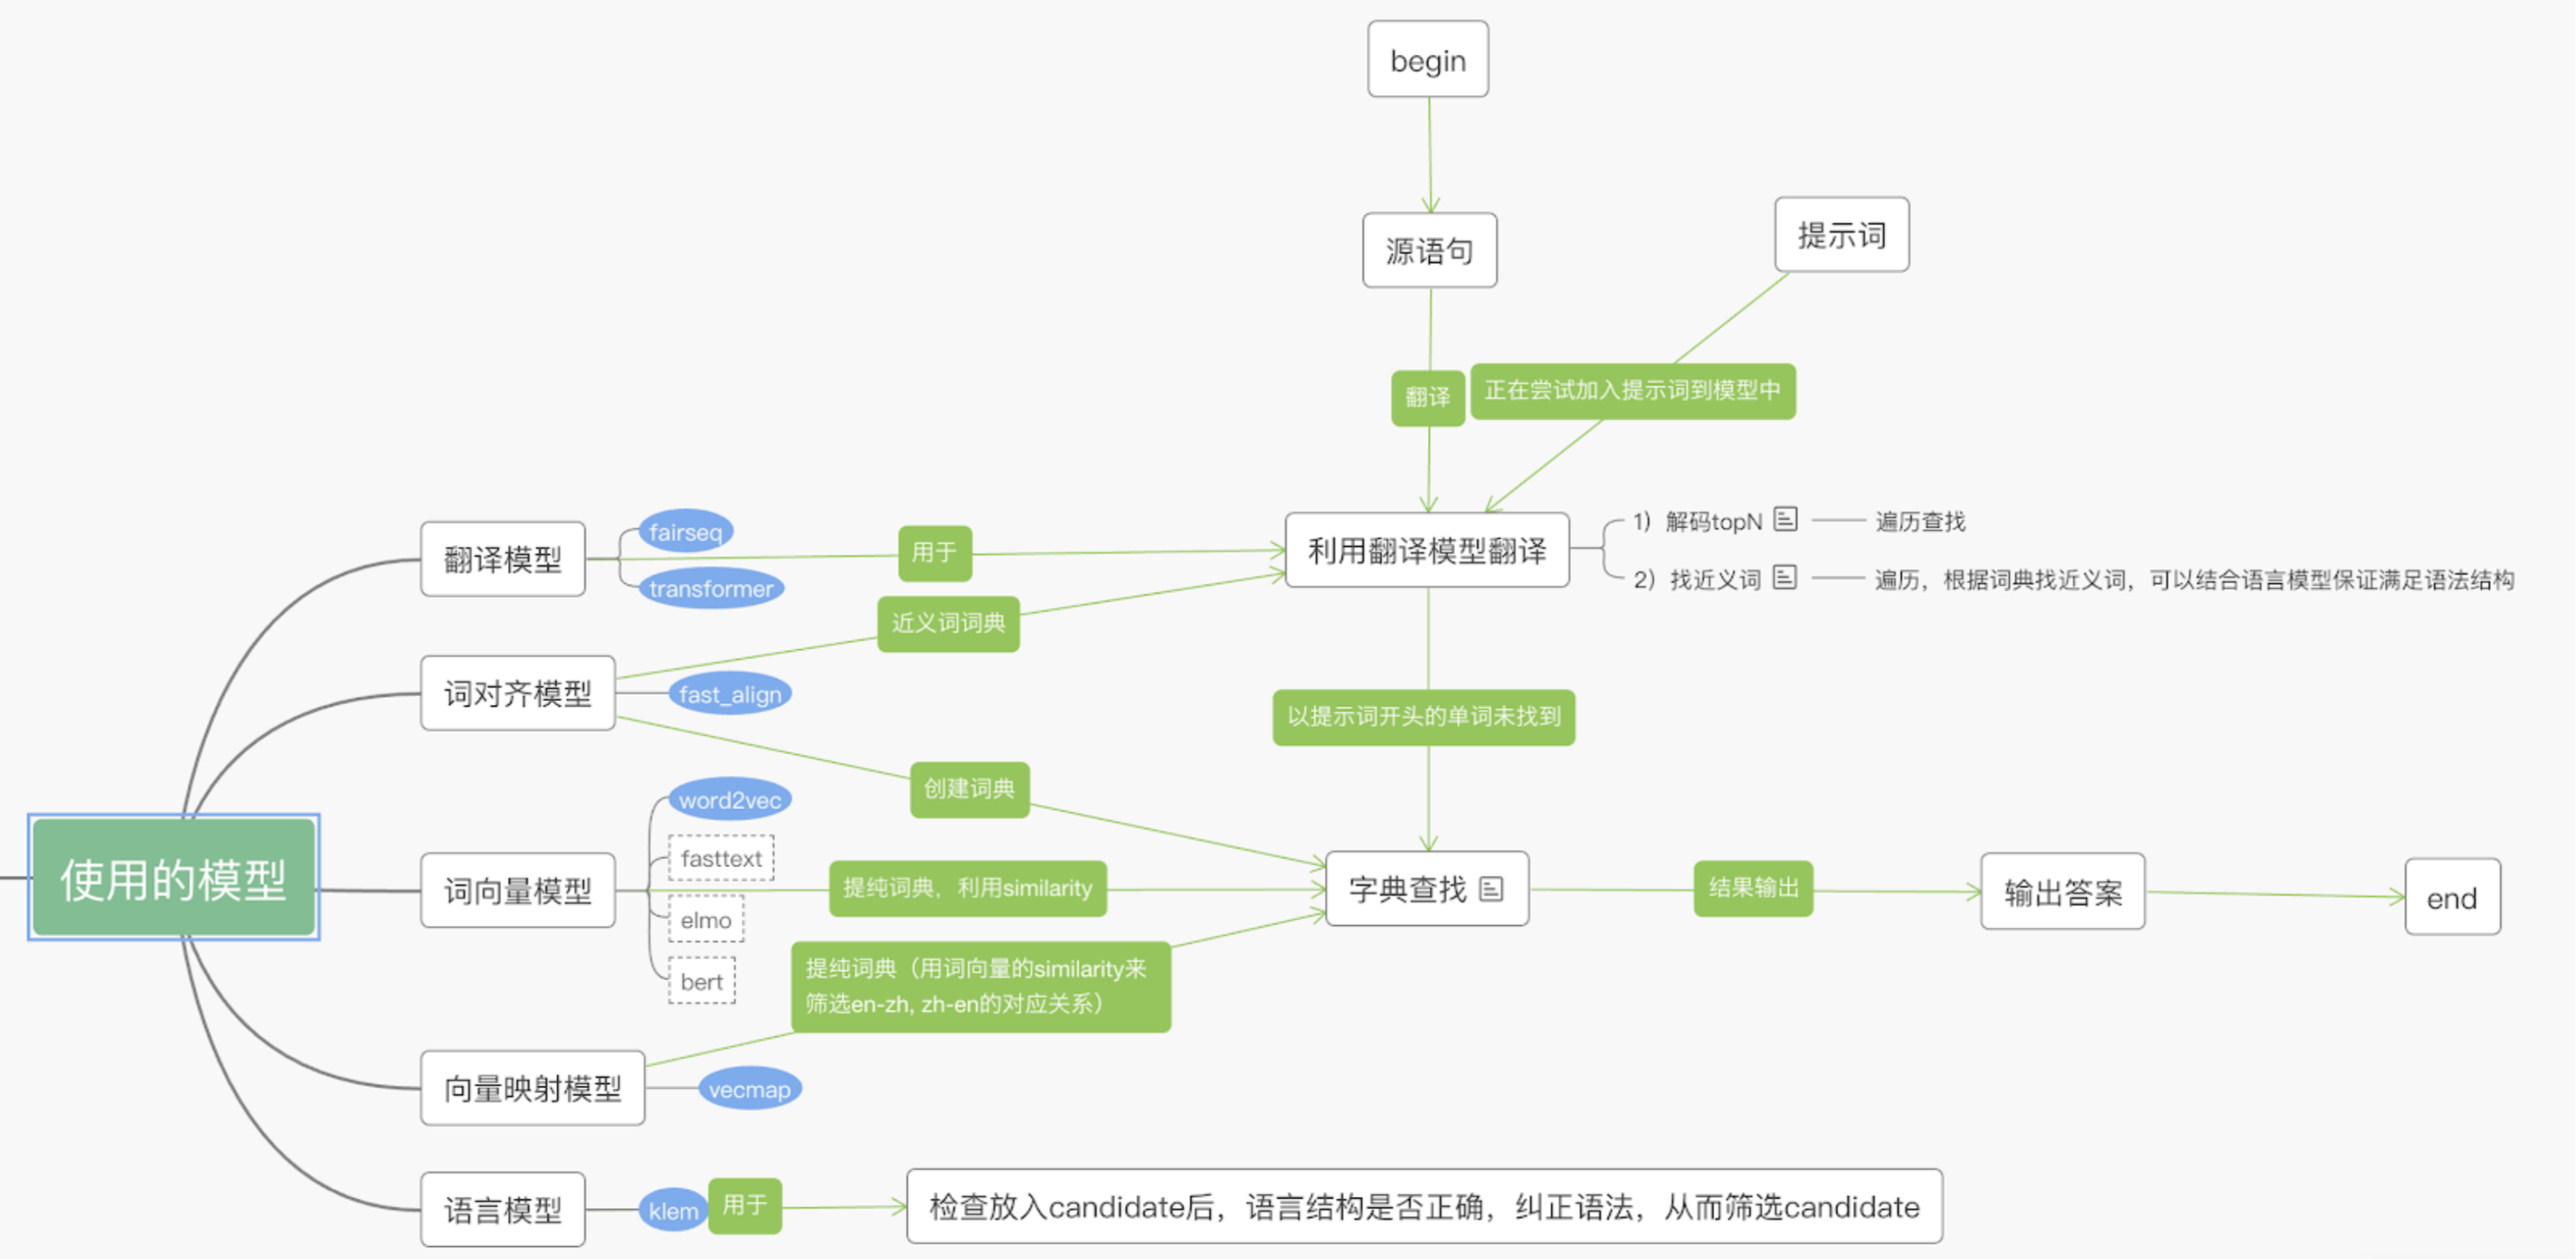 begin
源语句
提示词
翻译
正在尝试加入提示词到模型中
翻译模型
fairseq
transformer
用于
利用翻译模型翻译
1）解码topN
遍历查找
2）找近义词
遍历，根据词典找近义词，可以结合语言模型保证满足语法结构
近义词词典
词对齐模型
fast_align
以提示词开头的单词未找到
创建词典
使用的模型
词向量模型
word2vec
fasttext
elmo
bert
提纯词典，利用similarity
字典查找
结果输出
输出答案
end
提纯词典（用词向量的similarity来
筛选en-zh, zh-en的对应关系）
向量映射模型
vecmap
语言模型
klem
用于
检查放入candidate后，语言结构是否正确，纠正语法，从而筛选candidate